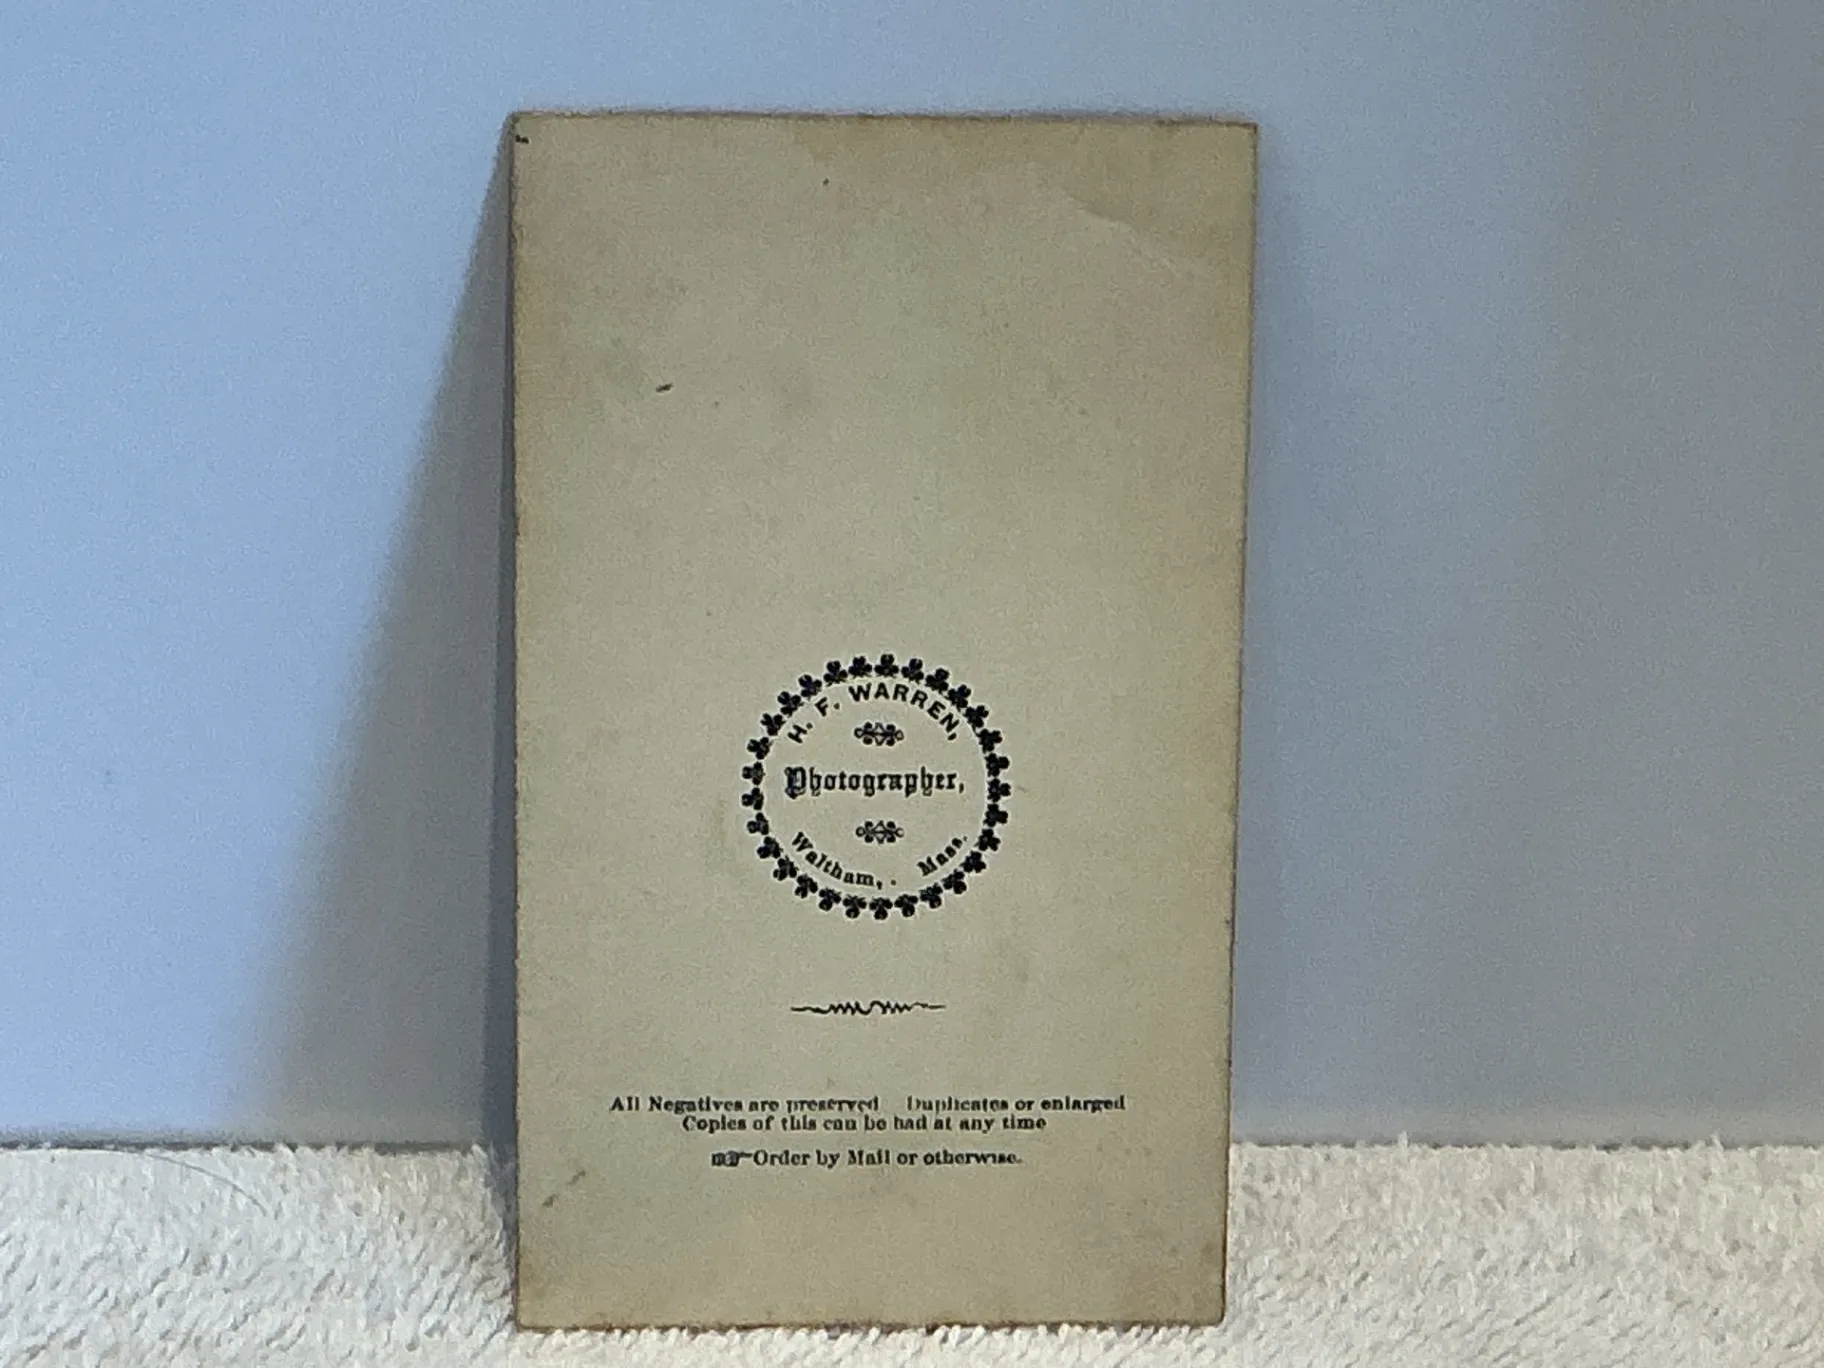 H. F. WARREN,
Photographer,
Waltham, . Mass.
All Negatives are preserved Duplicates or enlarged
Copies of this can be had at any time
Order by Mail or otherwise.